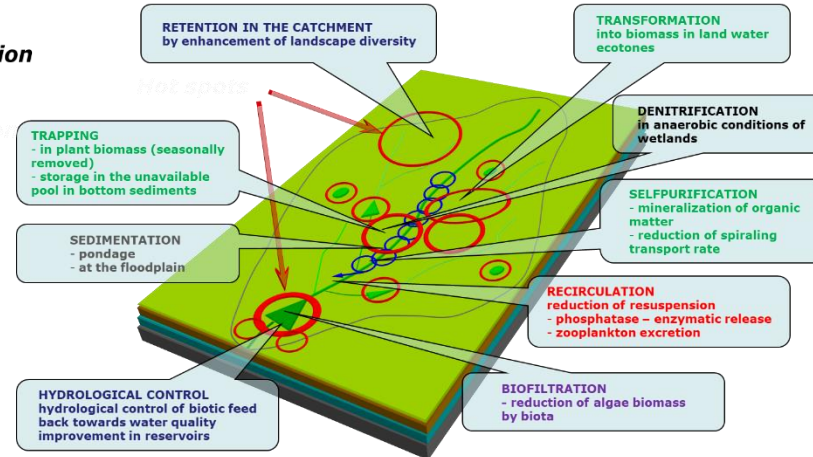 RETENTION IN THE CATCHMENT
by enhancement of landscape diversity
TRANSFORMATION
into biomass in land water
ecotones
ion
Hot spots
DENITRIFICATION
in anaerobic conditions of
wetlands
TRAPPING
- in plant biomass (seasonally
removed)
- storage in the unavailable
pool in bottom sediments
SELFPURIFICATION
- mineralization of organic
matter
- reduction of spiraling
transport rate
SEDIMENTATION
- pondage
- at the floodplain
RECIRCULATION
reduction of resuspension
- phosphatase – enzymatic release
- zooplankton excretion
HYDROLOGICAL CONTROL
hydrological control of biotic feed
back towards water quality
improvement in reservoirs
BIOFILTRATION
- reduction of algae biomass
by biota